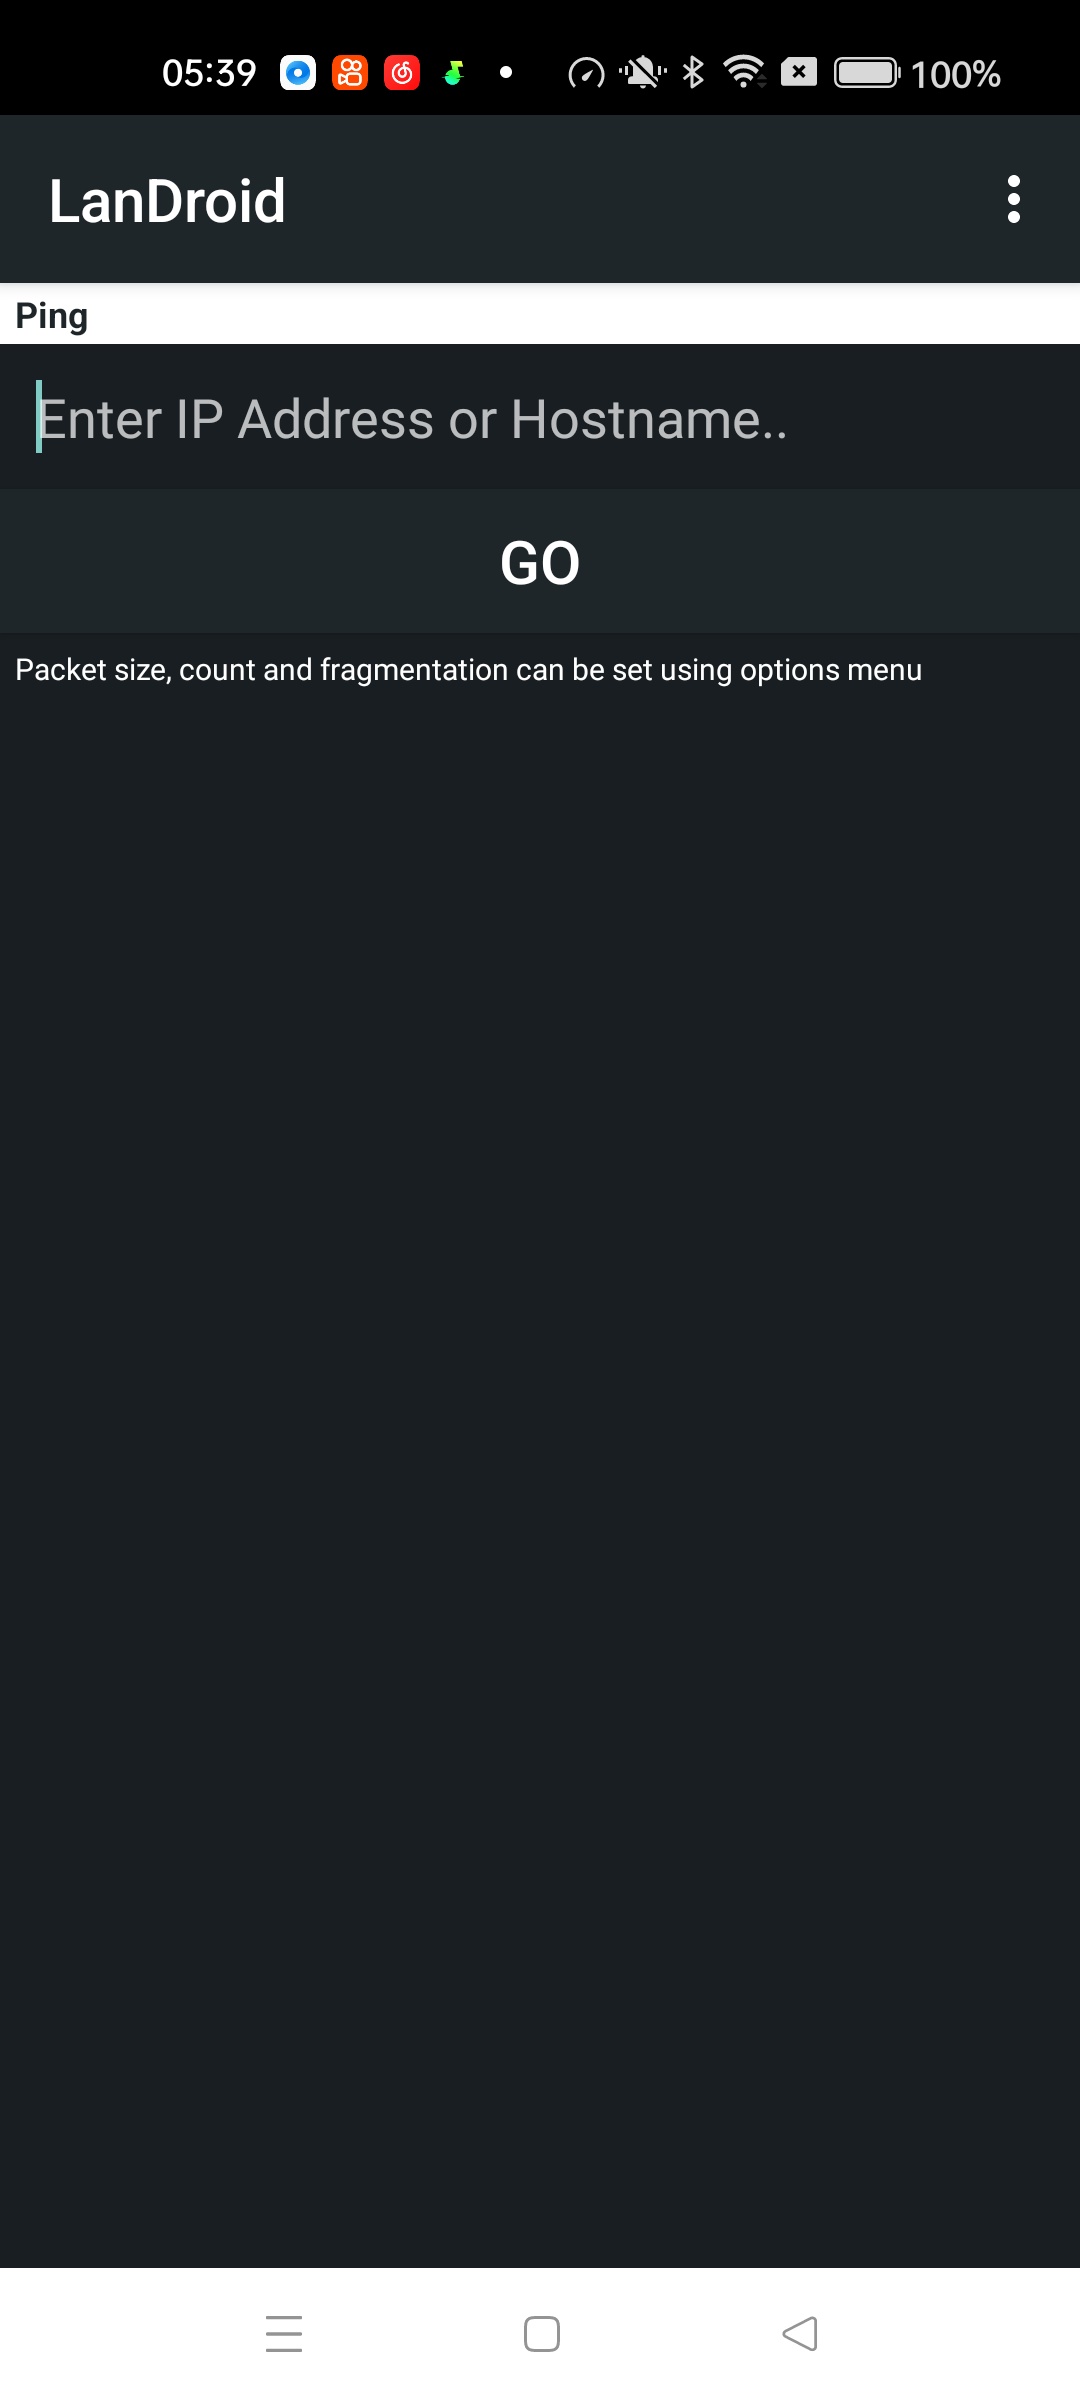 05:39
100%
LanDroid
Ping
Enter IP Address or Hostname..
GO
Packet size, count and fragmentation can be set using options menu